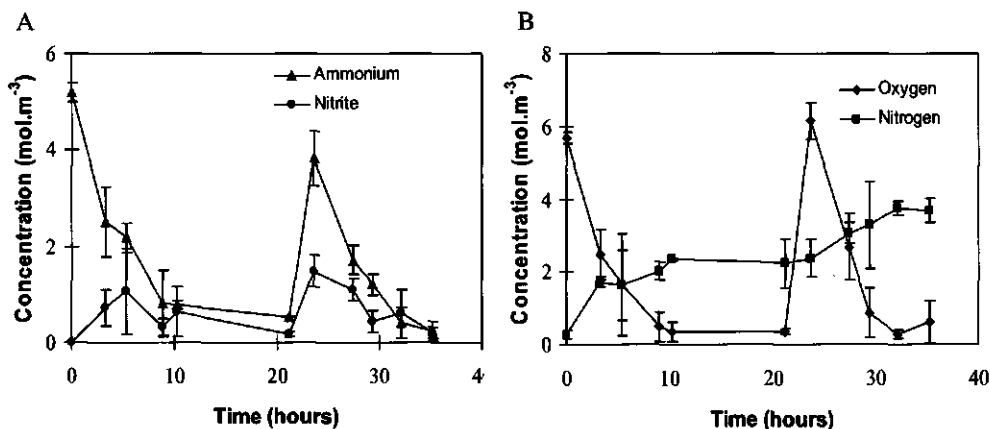 A
Concentration (mol.m⁻³)
6
4
2
0
Ammonium
Nitrite
0 10 20 30 4
Time (hours)
B
Concentration (mol.m⁻³)
8
6
4
2
0
Oxygen
Nitrogen
0 10 20 30 40
Time (hours)